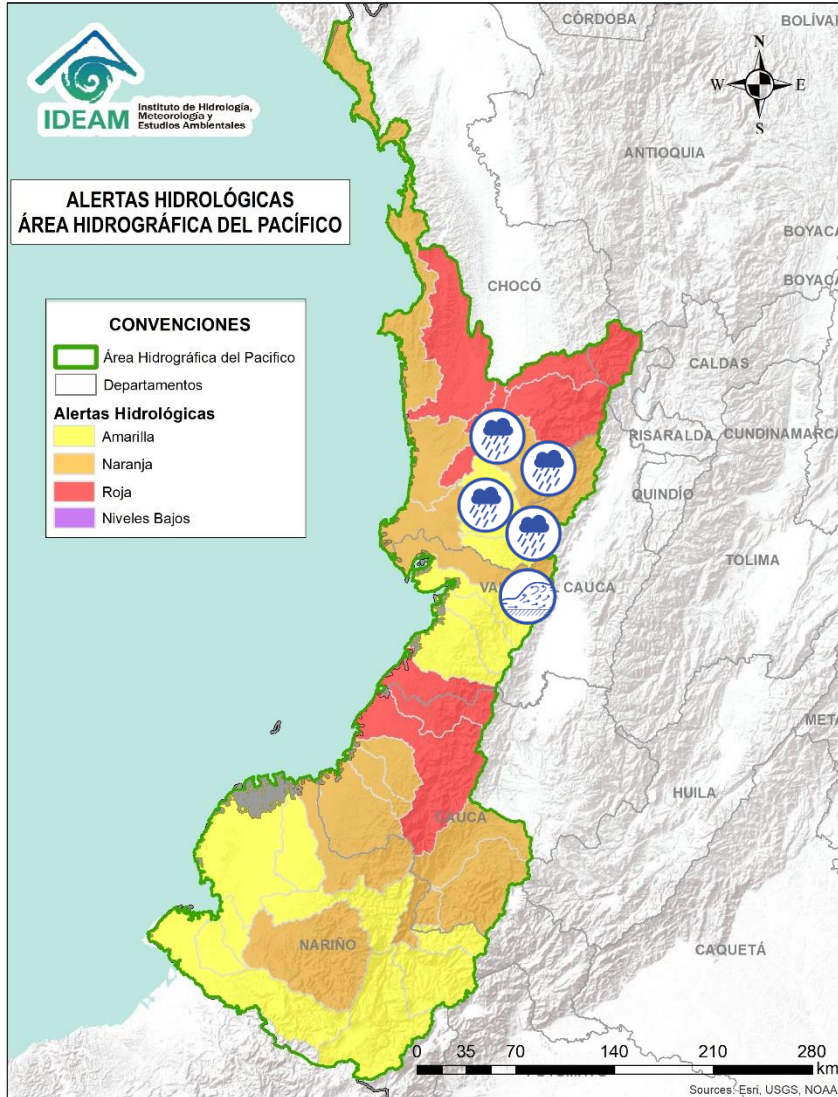 CÓRDOBA
BOLÍVAR
N
W
E
S
IDEAM
Instituto de Hidrología,
Meteorología y
Estudios Ambientales
ANTIOQUIA
ALERTAS HIDROLÓGICAS
ÁREA HIDROGRÁFICA DEL PACÍFICO
BOYACÁ
BOYACÁ
CHOCÓ
CONVENCIONES
Área Hidrográfica del Pacifico
Departamentos
Alertas Hidrológicas
Amarilla
Naranja
Roja
Niveles Bajos
CALDAS
RISARALDA
CUNDINAMARCA
QUINDÍO
TOLIMA
CAUCA
META
HUILA
CAUCA
NARIÑO
CAQUETÁ
0 35 70 140 210 280
km
Sources: Esri, USGS, NOAA